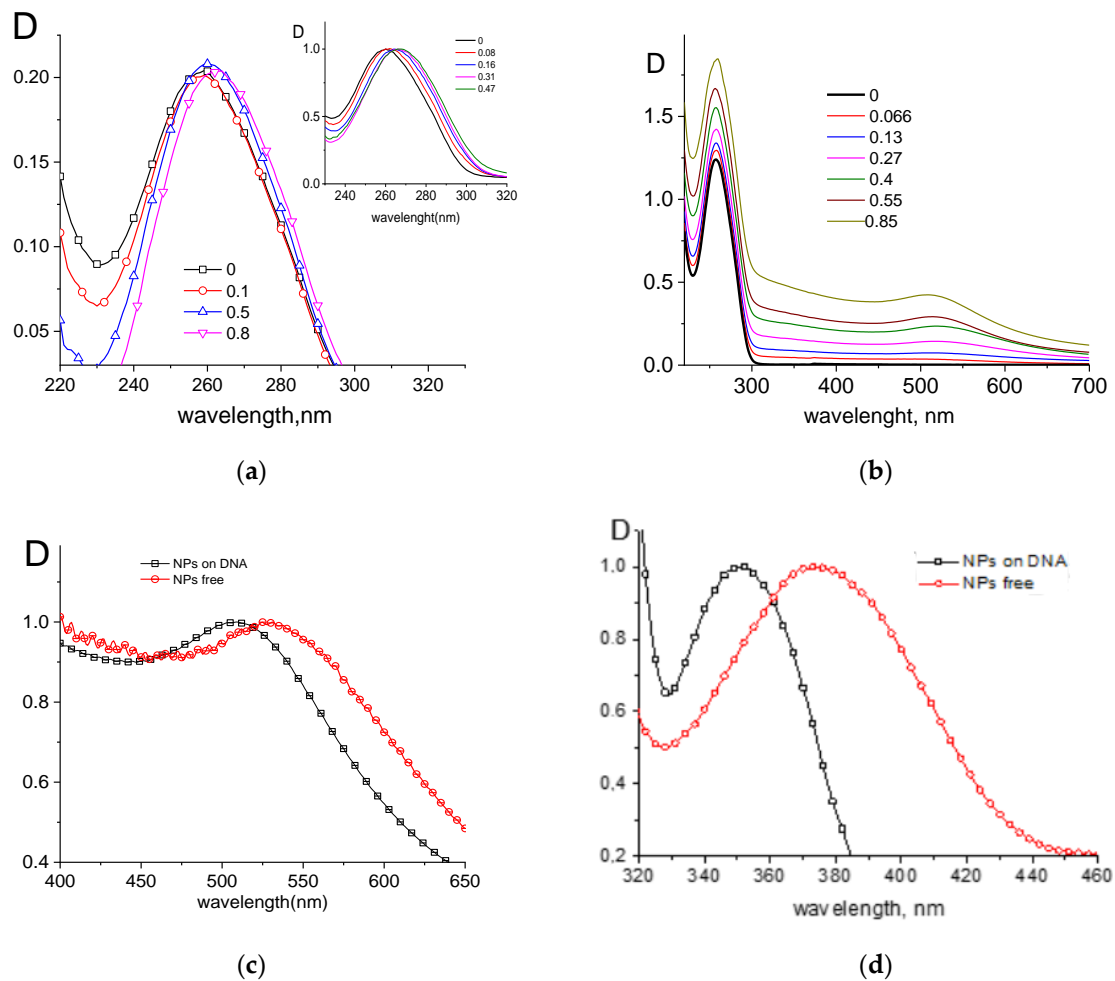 D
0.20
0.15
0.10
0.05
220 240 260 280 300 320
wavelength,nm
0
0.1
0.5
0.8
D
1.0
0.5
0.0
240 260 280 300 320
wavelenght(nm)
0
0.08
0.16
0.31
0.47
(a)
D
1.5
1.0
0.5
0.0
300 400 500 600 700
wavelenght, nm
0
0.066
0.13
0.27
0.4
0.55
0.85
(b)
D
NPs on DNA
NPs free
1.0
0.8
0.6
0.4
400 450 500 550 600 650
wavelength(nm)
(c)
D
NPs on DNA
NPs free
1.0
0.8
0.6
0.4
0.2
320 340 360 380 400 420 440 460
wavelength, nm
(d)